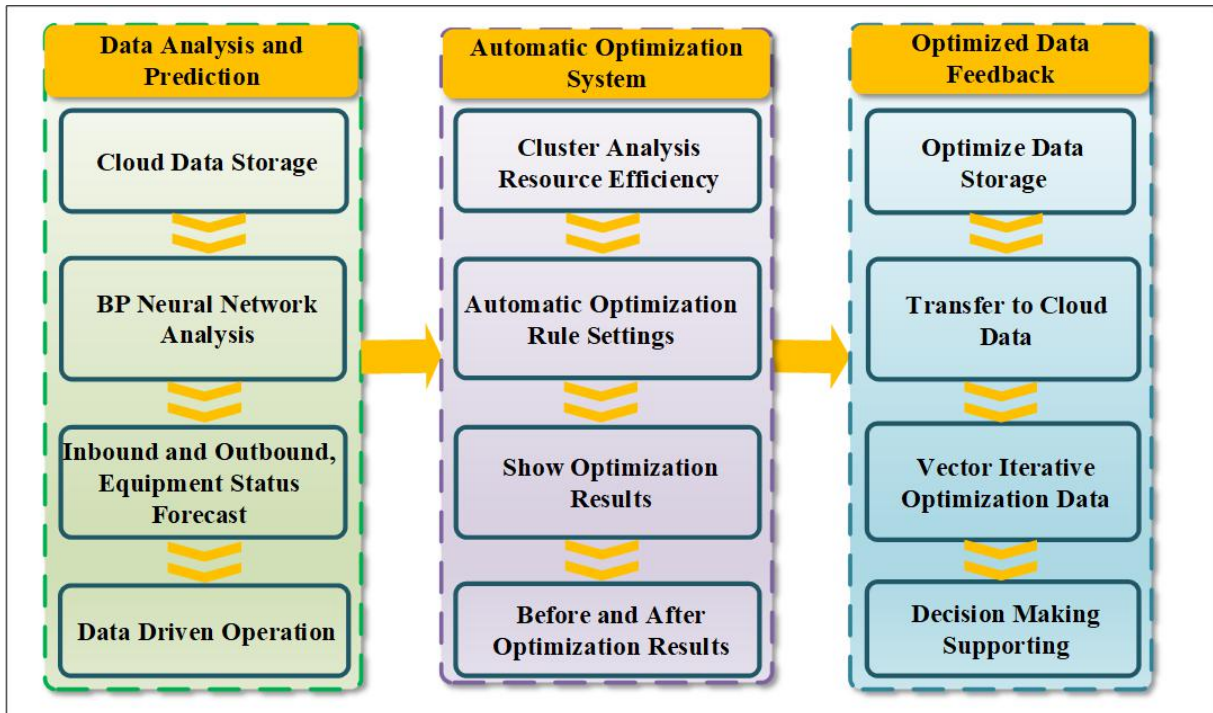 Data Analysis and
Prediction
Cloud Data Storage
BP Neural Network
Analysis
Inbound and Outbound,
Equipment Status
Forecast
Data Driven Operation
Automatic Optimization
System
Cluster Analysis
Resource Efficiency
Automatic Optimization
Rule Settings
Show Optimization
Results
Before and After
Optimization Results
Optimized Data
Feedback
Optimize Data
Storage
Transfer to Cloud
Data
Vector Iterative
Optimization Data
Decision Making
Supporting